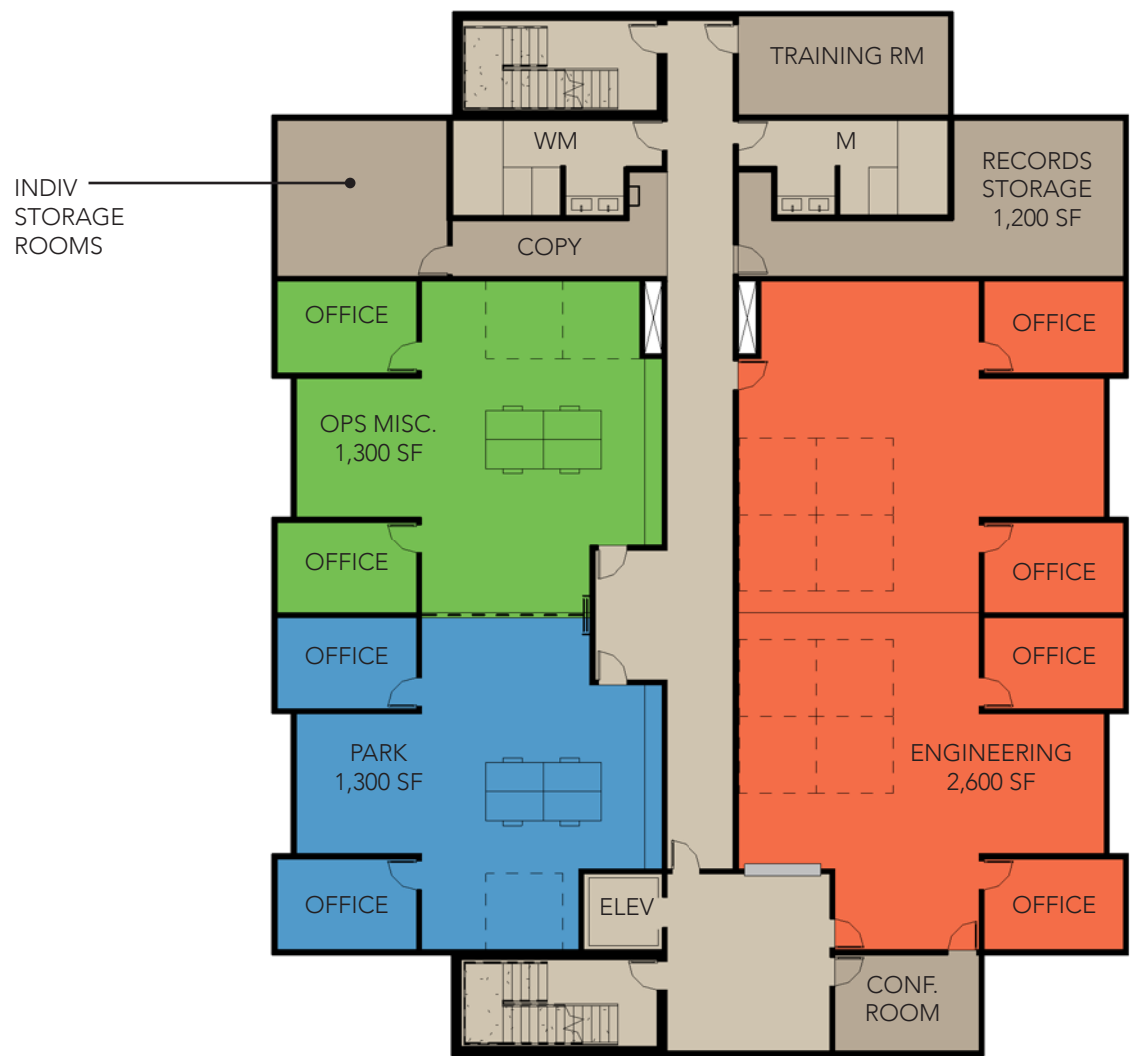 TRAINING RM
WM
M
INDIV
STORAGE
ROOMS
RECORDS
STORAGE
1,200 SF
COPY
OFFICE
OFFICE
OPS MISC.
1,300 SF
OFFICE
OFFICE
OFFICE
OFFICE
PARK
1,300 SF
ENGINEERING
2,600 SF
OFFICE
ELEV
OFFICE
CONF.
ROOM